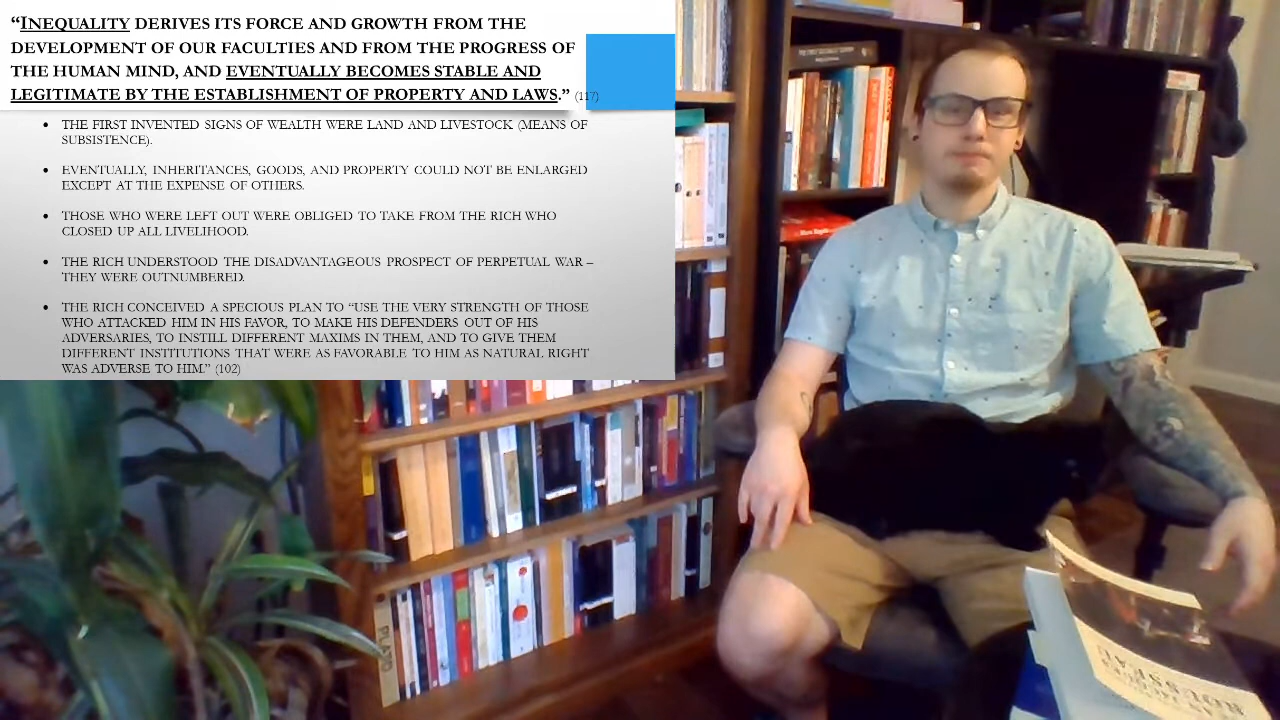 “INEQUALITY DERIVES ITS FORCE AND GROWTH FROM THE
DEVELOPMENT OF OUR FACULTIES AND FROM THE PROGRESS OF
THE HUMAN MIND, AND EVENTUALLY BECOMES STABLE AND
LEGITIMATE BY THE ESTABLISHMENT OF PROPERTY AND LAWS.” (117)
• THE FIRST INVENTED SIGNS OF WEALTH WERE LAND AND LIVESTOCK (MEANS OF
SUBSISTENCE).
• EVENTUALLY, INHERITANCES, GOODS, AND PROPERTY COULD NOT BE ENLARGED
EXCEPT AT THE EXPENSE OF OTHERS.
• THOSE WHO WERE LEFT OUT WERE OBLIGED TO TAKE FROM THE RICH WHO
CLOSED UP ALL LIVELIHOOD.
• THE RICH UNDERSTOOD THE DISADVANTAGEOUS PROSPECT OF PERPETUAL WAR –
THEY WERE OUTNUMBERED.
• THE RICH CONCEIVED A SPECIOUS PLAN TO “USE THE VERY STRENGTH OF THOSE
WHO ATTACKED HIM IN HIS FAVOR, TO MAKE HIS DEFENDERS OUT OF HIS
ADVERSARIES, TO INSTILL DIFFERENT MAXIMS IN THEM, AND TO GIVE THEM
DIFFERENT INSTITUTIONS THAT WERE AS FAVORABLE TO HIM AS NATURAL RIGHT
WAS ADVERSE TO HIM.” (102)
PLATO